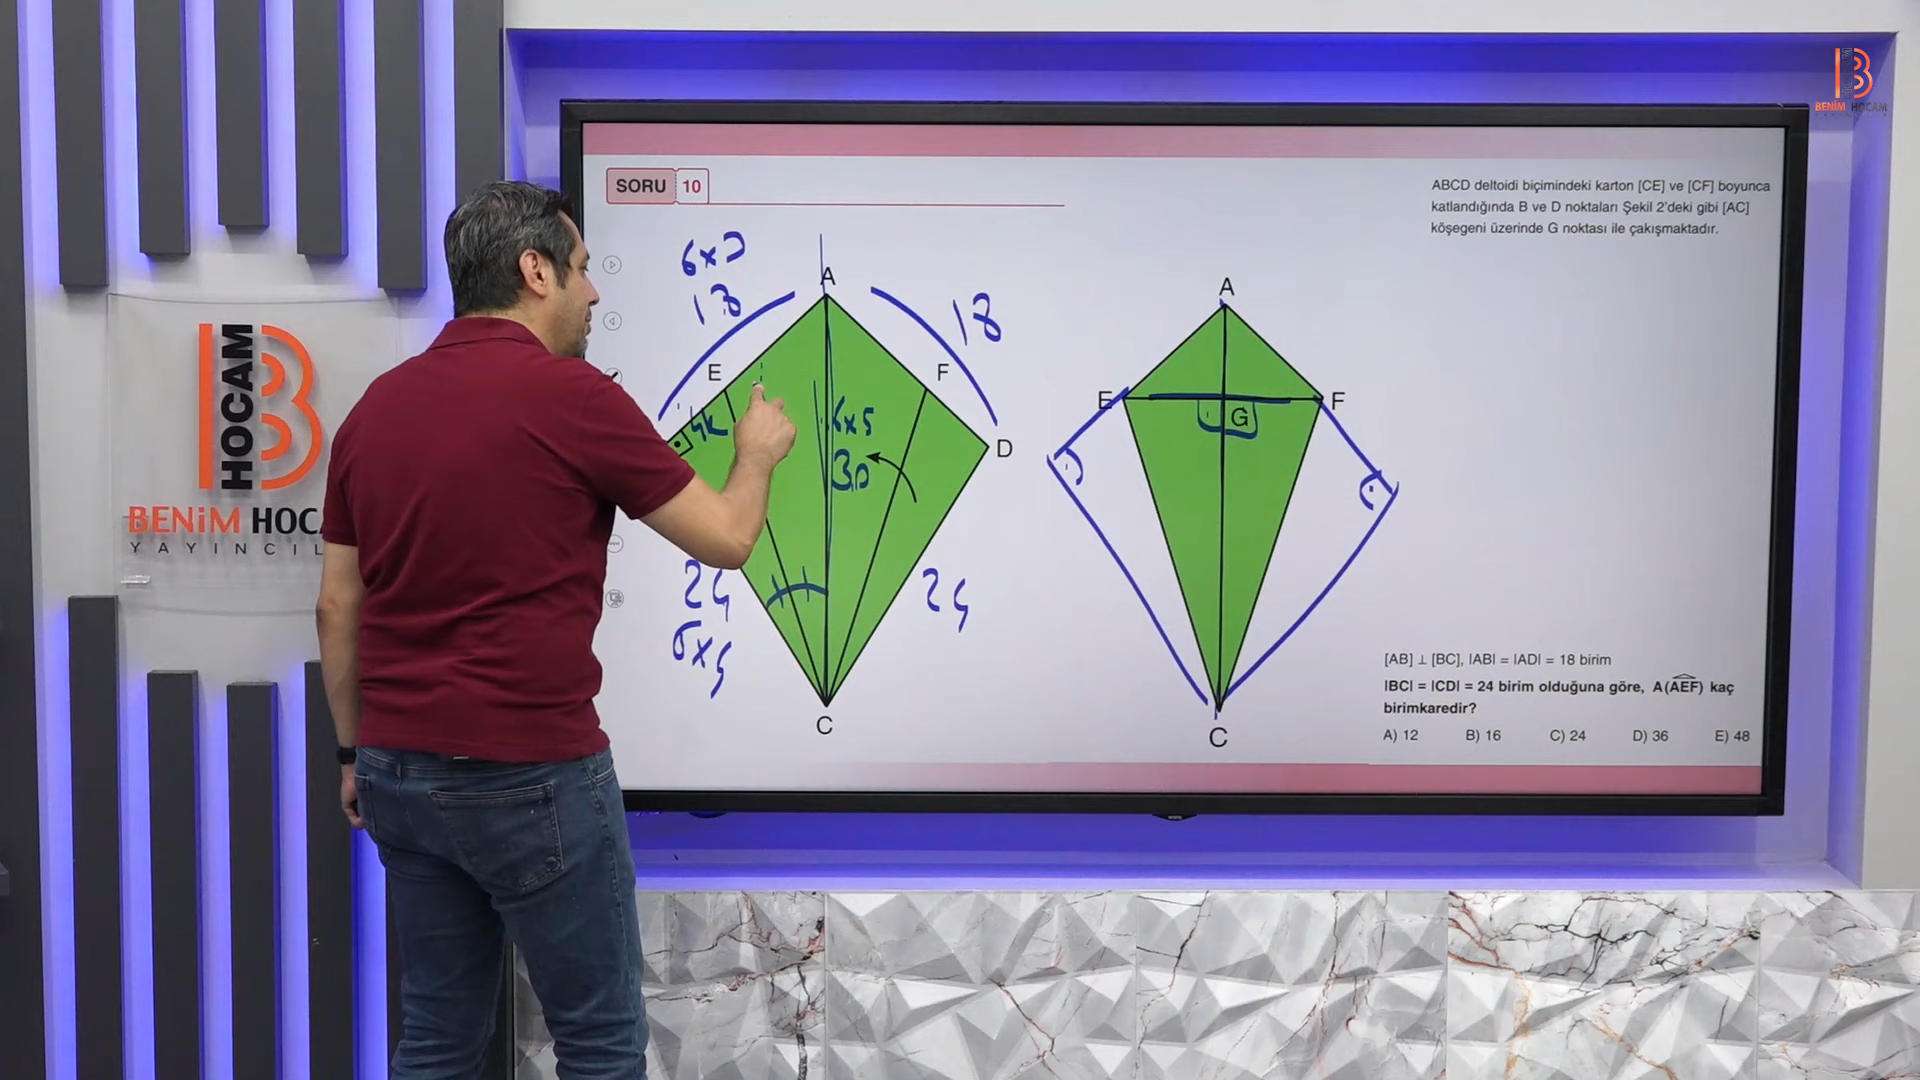 BENİM HOCAM
SORU 10
ABCD deltoidi biçimindeki karton [CE] ve [CF] boyunca
katlandığında B ve D noktaları Şekil 2'deki gibi [AC]
köşegeni üzerinde G noktası ile çakışmaktadır.
6x3
18
A
18
E
F
4k
6x5
30
D
24
6x4
24
C
A
E
G
F
C
[AB] ⊥ [BC], |AB| = |AD| = 18 birim
|BC| = |CD| = 24 birim olduğuna göre, A(AEF) kaç
birimkaredir?
A) 12 B) 16 C) 24 D) 36 E) 48
HOCAM
BENİM HOCA
YAYINCIL